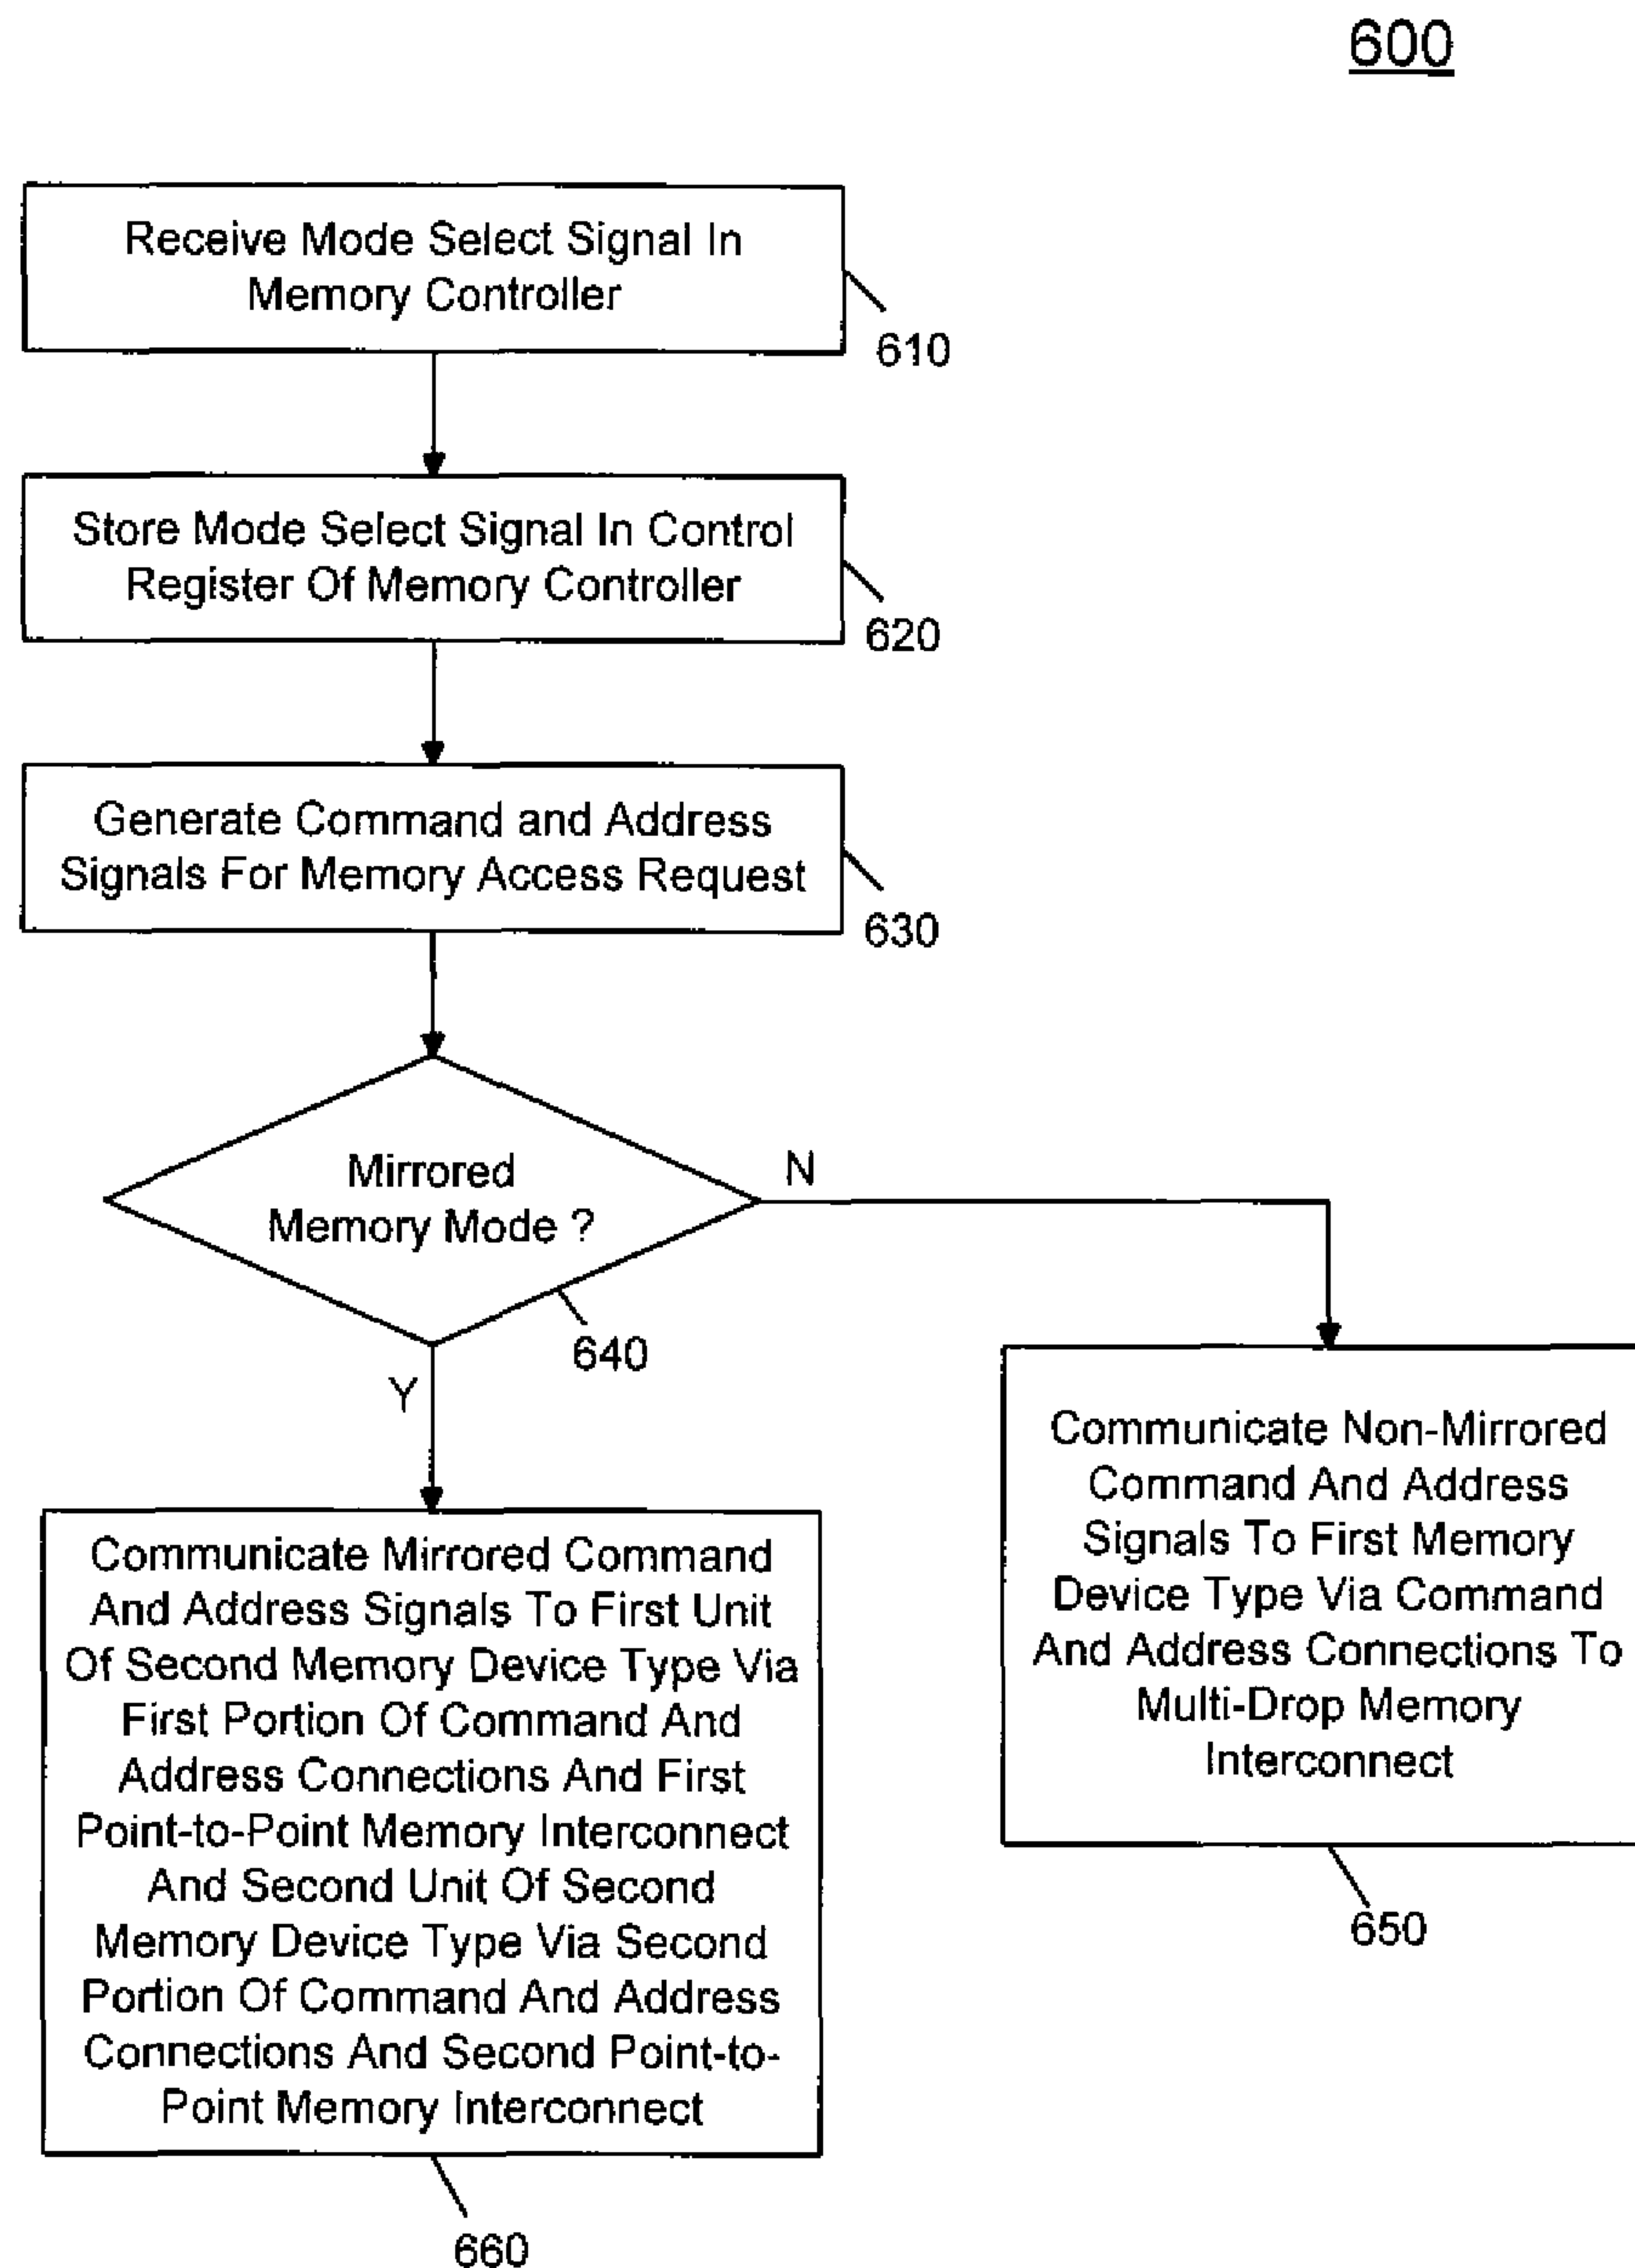 600
Receive Mode Select Signal In
Memory Controller
610
Store Mode Select Signal In Control
Register Of Memory Controller
620
Generate Command and Address
Signals For Memory Access Request
630
Mirrored
Memory Mode ?
N
640
Y
Communicate Non-Mirrored
Command And Address
Signals To First Memory
Device Type Via Command
And Address Connections To
Multi-Drop Memory
Interconnect
650
Communicate Mirrored Command
And Address Signals To First Unit
Of Second Memory Device Type Via
First Portion Of Command And
Address Connections And First
Point-to-Point Memory Interconnect
And Second Unit Of Second
Memory Device Type Via Second
Portion Of Command And Address
Connections And Second Point-to-
Point Memory Interconnect
660